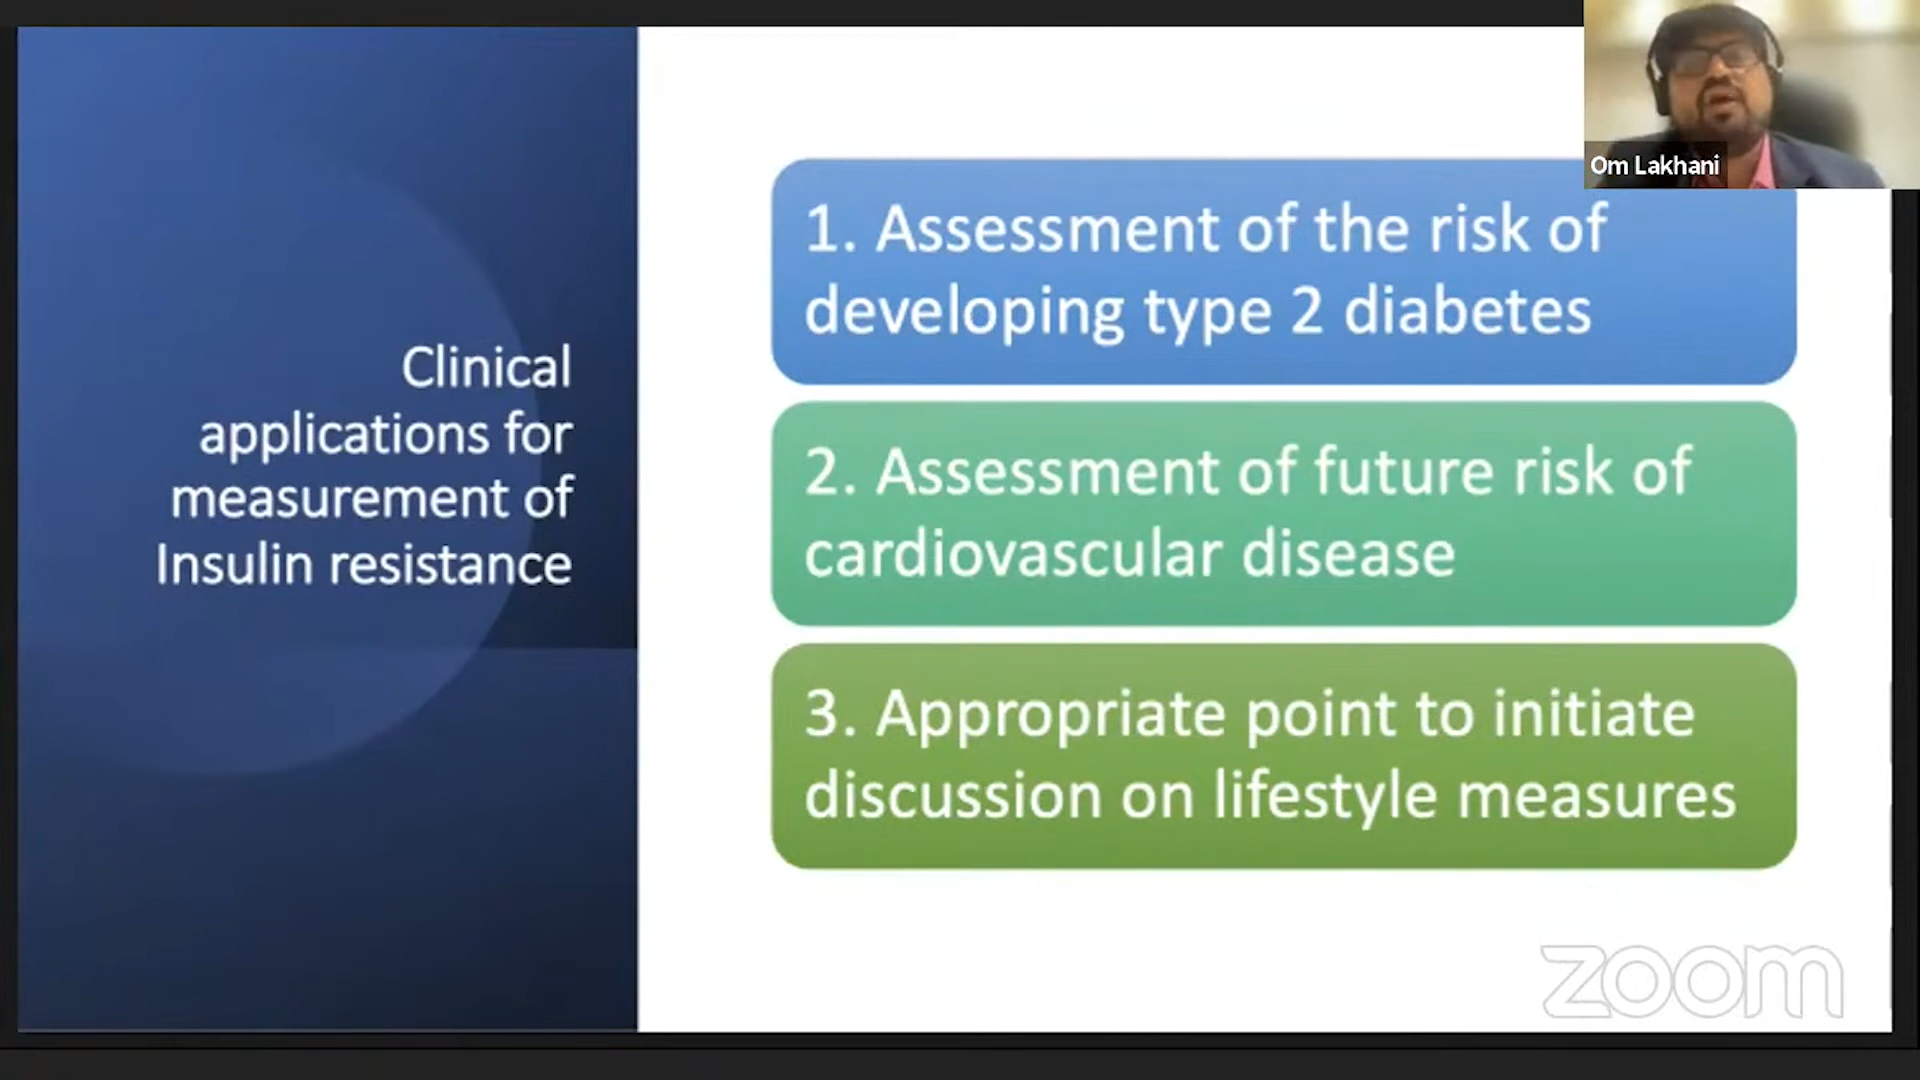 Clinical
applications for
measurement of
Insulin resistance
1. Assessment of the risk of
developing type 2 diabetes
2. Assessment of future risk of
cardiovascular disease
3. Appropriate point to initiate
discussion on lifestyle measures
Om Lakhani
zoom